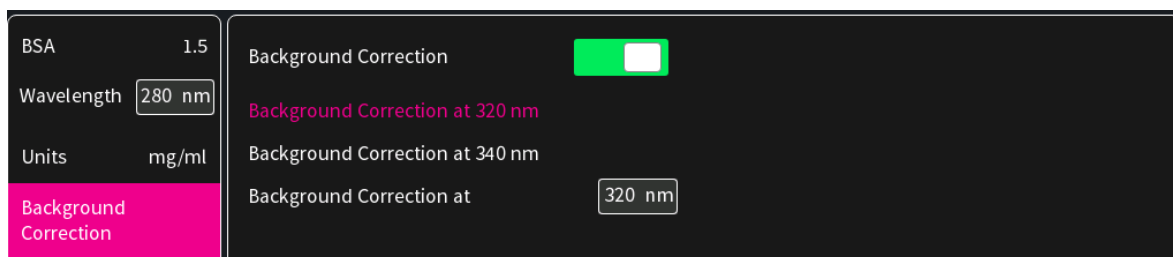 BSA 1.5
Wavelength 280 nm
Units mg/ml
Background
Correction
Background Correction
Background Correction at 320 nm
Background Correction at 340 nm
Background Correction at 320 nm